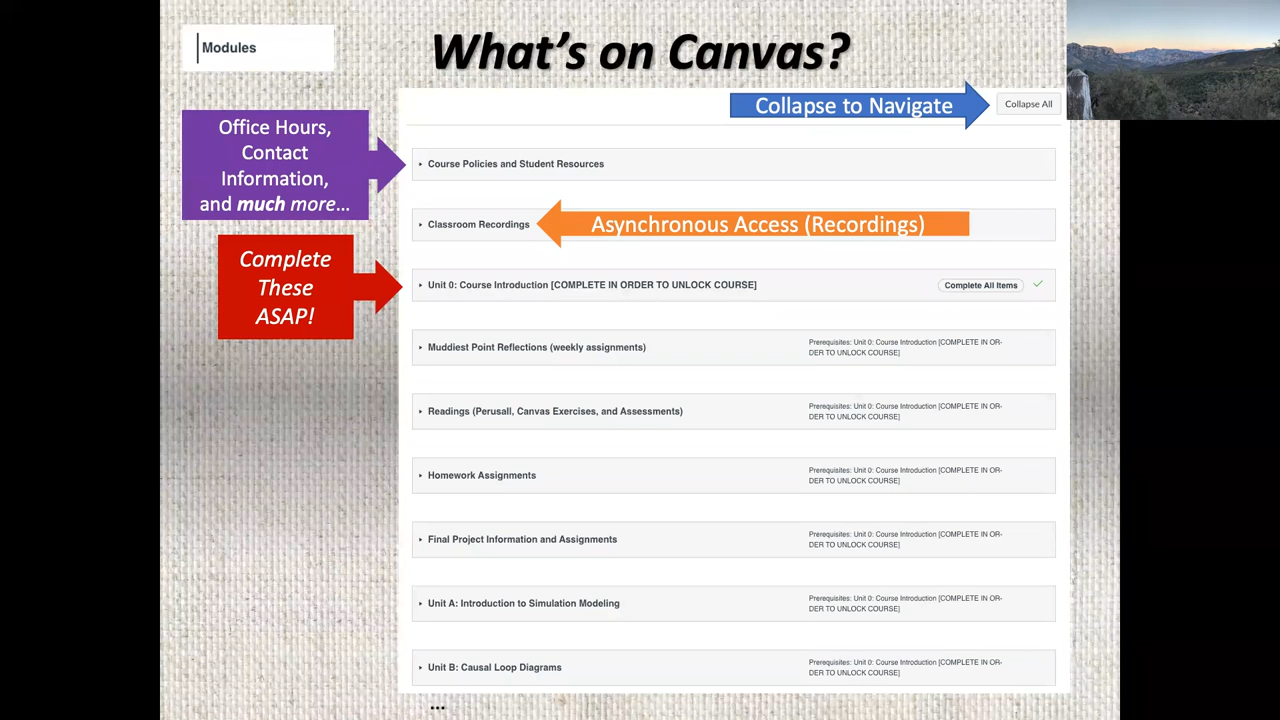 Modules
What's on Canvas?
Collapse to Navigate
Collapse All
Office Hours,
Contact
Information,
and much more…
Course Policies and Student Resources
Classroom Recordings
Asynchronous Access (Recordings)
Complete
These
ASAP!
Unit 0: Course Introduction [COMPLETE IN ORDER TO UNLOCK COURSE]
Complete All Items
Muddiest Point Reflections (weekly assignments)
Prerequisites: Unit 0: Course Introduction [COMPLETE IN OR-
DER TO UNLOCK COURSE]
Readings (Perusall, Canvas Exercises, and Assessments)
Prerequisites: Unit 0: Course Introduction [COMPLETE IN OR-
DER TO UNLOCK COURSE]
Homework Assignments
Prerequisites: Unit 0: Course Introduction [COMPLETE IN OR-
DER TO UNLOCK COURSE]
Final Project Information and Assignments
Prerequisites: Unit 0: Course Introduction [COMPLETE IN OR-
DER TO UNLOCK COURSE]
Unit A: Introduction to Simulation Modeling
Prerequisites: Unit 0: Course Introduction [COMPLETE IN OR-
DER TO UNLOCK COURSE]
Unit B: Causal Loop Diagrams
Prerequisites: Unit 0: Course Introduction [COMPLETE IN OR-
DER TO UNLOCK COURSE]
…